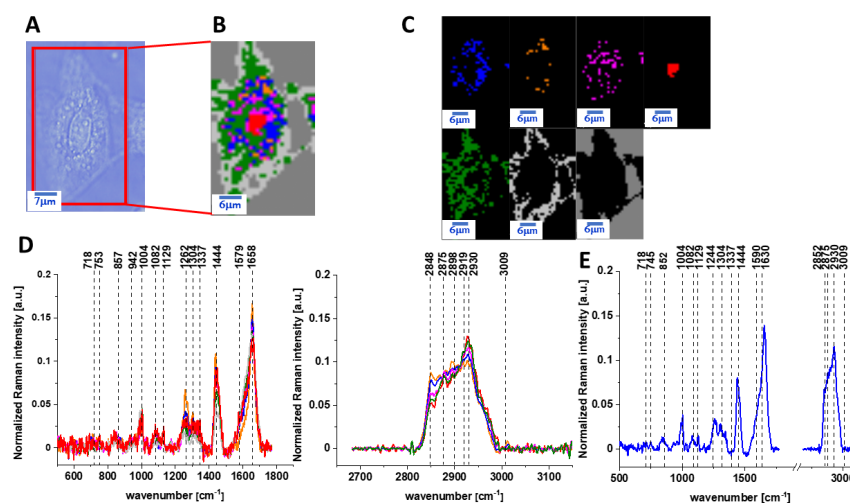 A
B
C
7μm
6μm
6μm
6μm
6μm
6μm
6μm
6μm
6μm
D
718
753
857
942
1004
1082
1129
1262
1302
1337
1444
1579
1658
Normalized Raman intensity [a.u.]
0.2
0.15
0.1
0.05
0
600 800 1000 1200 1400 1600 1800
wavenumber [cm⁻¹]
2848
2875
2898
2919
2930
3009
Normalized Raman intensity [a.u.]
0.2
0.15
0.1
0.05
0
2700 2800 2900 3000 3100
wavenumber [cm⁻¹]
E
718
745
852
1004
1082
1129
1244
1304
1337
1444
1590
1630
2852
2875
2930
3009
Normalized Raman intensity [a.u.]
0.2
0.15
0.1
0.05
0
500 1000 1500 3000
wavenumber [cm⁻¹]